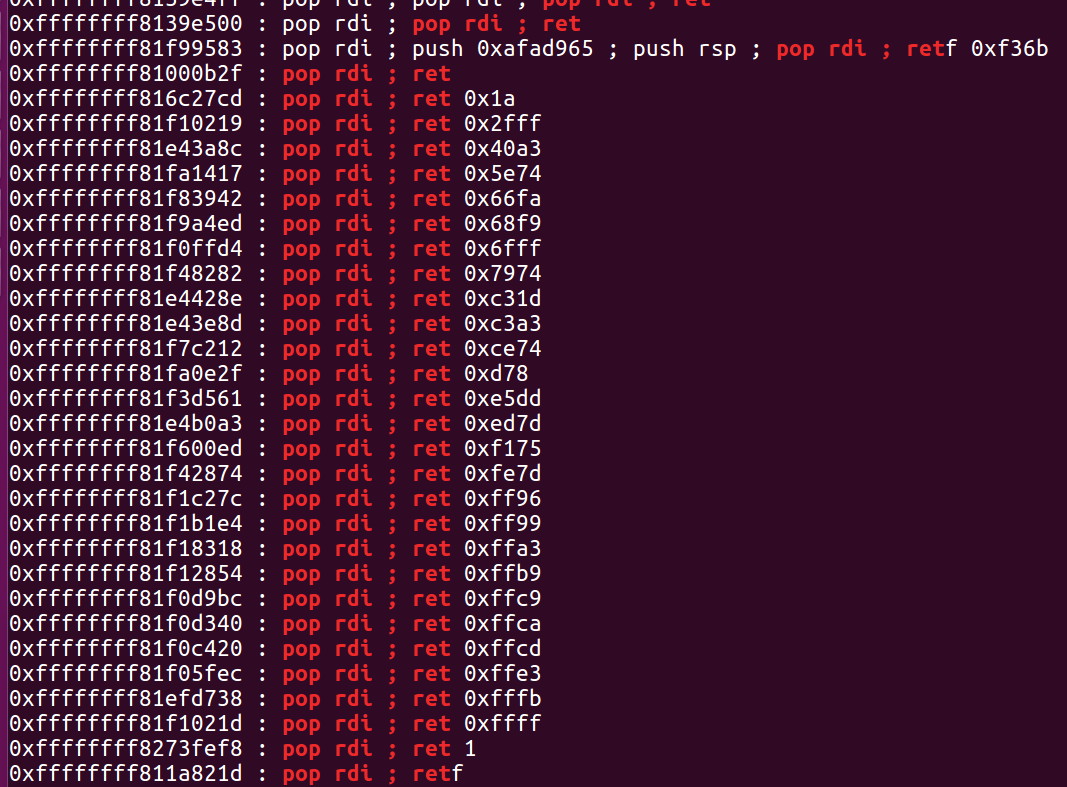 0xffffffff8139e4ff : pop rdi ; pop rdi ; pop rdi ; ret
0xffffffff8139e500 : pop rdi ; pop rdi ; ret
0xffffffff81f99583 : pop rdi ; push 0xafad965 ; push rsp ; pop rdi ; retf 0xf36b
0xffffffff81000b2f : pop rdi ; ret
0xffffffff816c27cd : pop rdi ; ret 0x1a
0xffffffff81f10219 : pop rdi ; ret 0x2fff
0xffffffff81e43a8c : pop rdi ; ret 0x40a3
0xffffffff81fa1417 : pop rdi ; ret 0x5e74
0xffffffff81f83942 : pop rdi ; ret 0x66fa
0xffffffff81f9a4ed : pop rdi ; ret 0x68f9
0xffffffff81f0ffd4 : pop rdi ; ret 0x6fff
0xffffffff81f48282 : pop rdi ; ret 0x7974
0xffffffff81e4428e : pop rdi ; ret 0xc31d
0xffffffff81e43e8d : pop rdi ; ret 0xc3a3
0xffffffff81f7c212 : pop rdi ; ret 0xce74
0xffffffff81fa0e2f : pop rdi ; ret 0xd78
0xffffffff81f3d561 : pop rdi ; ret 0xe5dd
0xffffffff81e4b0a3 : pop rdi ; ret 0xed7d
0xffffffff81f600ed : pop rdi ; ret 0xf175
0xffffffff81f42874 : pop rdi ; ret 0xfe7d
0xffffffff81f1c27c : pop rdi ; ret 0xff96
0xffffffff81f1b1e4 : pop rdi ; ret 0xff99
0xffffffff81f18318 : pop rdi ; ret 0xffa3
0xffffffff81f12854 : pop rdi ; ret 0xffb9
0xffffffff81f0d9bc : pop rdi ; ret 0xffc9
0xffffffff81f0d340 : pop rdi ; ret 0xffca
0xffffffff81f0c420 : pop rdi ; ret 0xffcd
0xffffffff81f05fec : pop rdi ; ret 0xffe3
0xffffffff81efd738 : pop rdi ; ret 0xfffb
0xffffffff81f1021d : pop rdi ; ret 0xffff
0xffffffff8273fef8 : pop rdi ; ret 1
0xffffffff811a821d : pop rdi ; retf